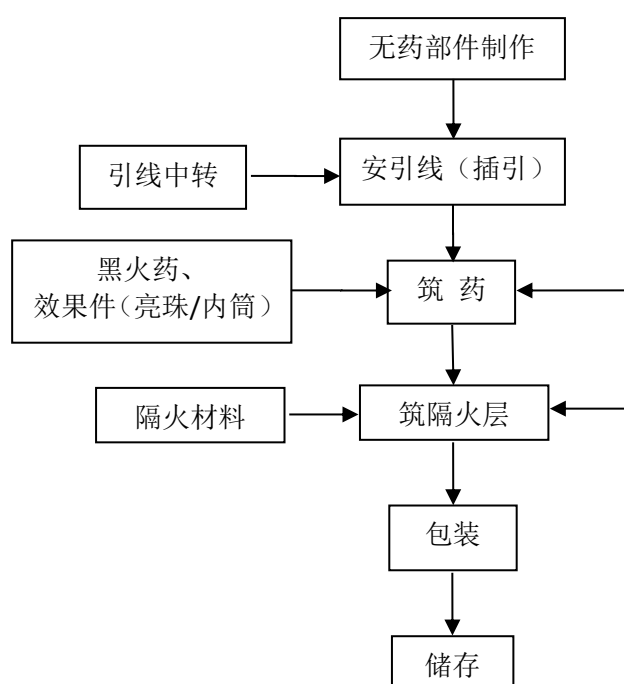 无药部件制作
引线中转
安引线（插引）
黑火药、
效果件（亮珠/内筒）
筑 药
隔火材料
筑隔火层
包装
储存